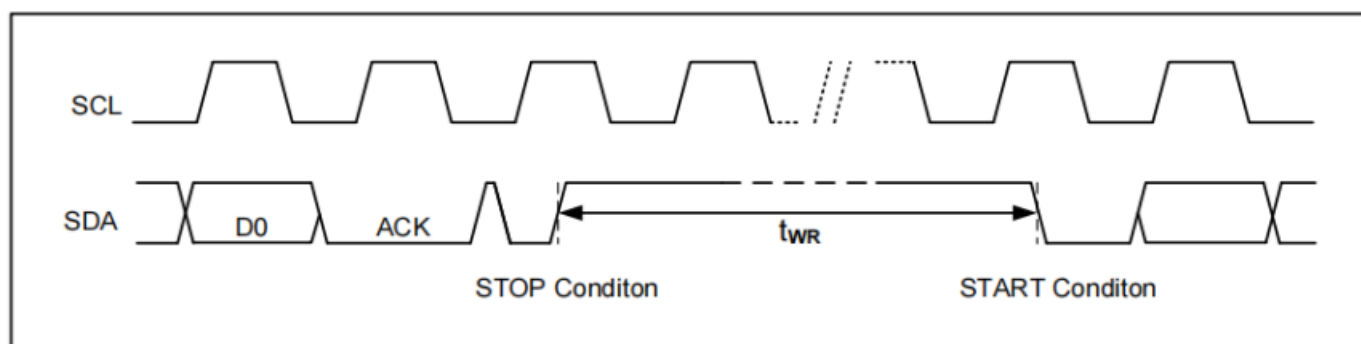 SCL
SDA
D0
ACK
tWR
STOP Conditon
START Conditon